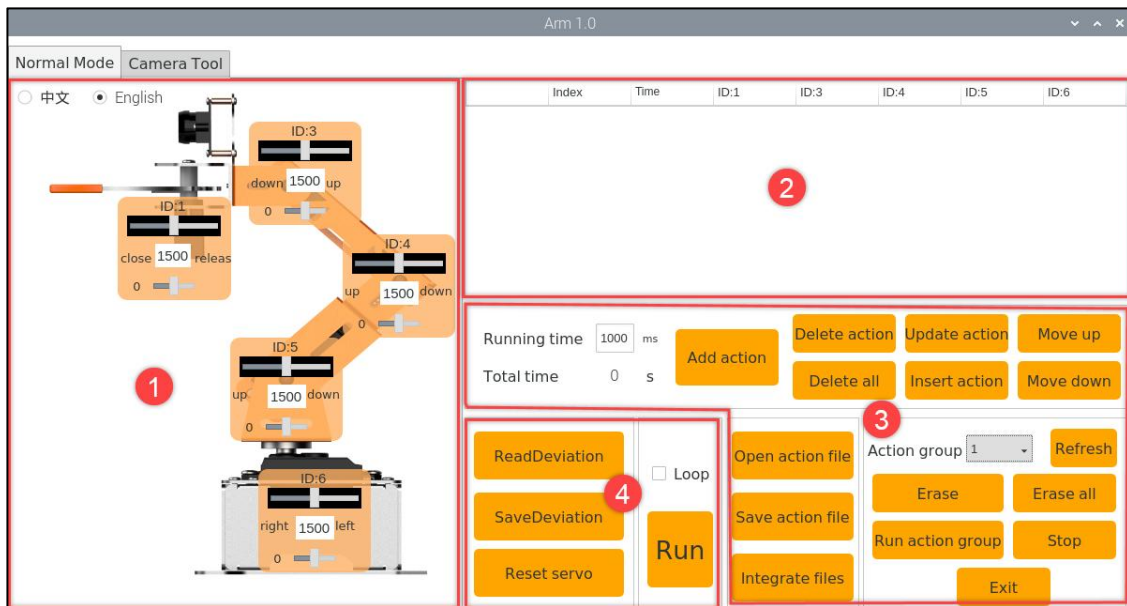 Arm 1.0
Normal Mode Camera Tool
中文 English
ID:3
down 1500 up
0
ID:1
close 1500 releas
0
ID:4
up 1500 down
0
ID:5
up 1500 down
0
ID:6
right 1500 left
0
1
Index Time ID:1 ID:3 ID:4 ID:5 ID:6
2
Running time 1000 ms
Total time 0 s
Add action
Delete action Update action Move up
Delete all Insert action Move down
3
ReadDeviation
SaveDeviation
Reset servo
4
Loop
Run
Open action file
Save action file
Integrate files
Action group 1 Refresh
Erase Erase all
Run action group Stop
Exit